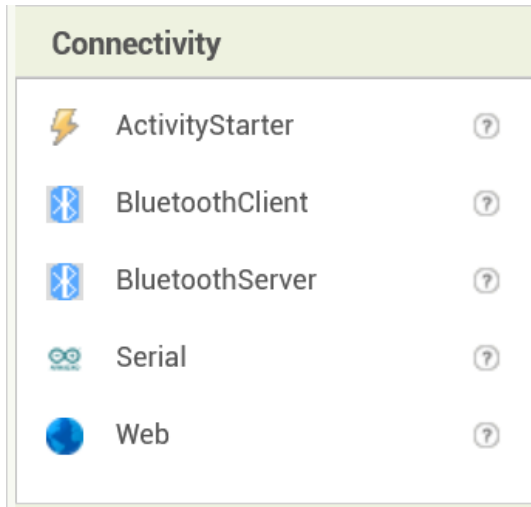 Connectivity
ActivityStarter ?
BluetoothClient ?
BluetoothServer ?
Serial ?
Web ?